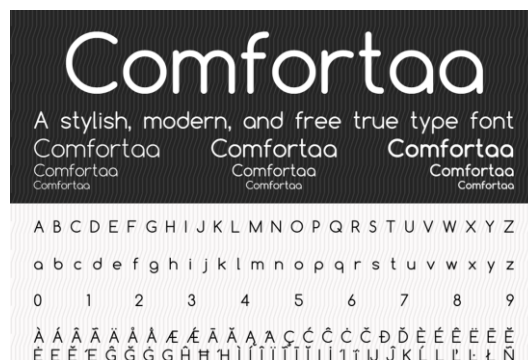 Comfortaa
A stylish, modern, and free true type font
Comfortaa Comfortaa Comfortaa
Comfortaa Comfortaa Comfortaa
Comfortaa Comfortaa Comfortaa
A B C D E F G H I J K L M N O P Q R S T U V W X Y Z
a b c d e f g h i j k l m n o p q r s t u v w x y z
0 1 2 3 4 5 6 7 8 9